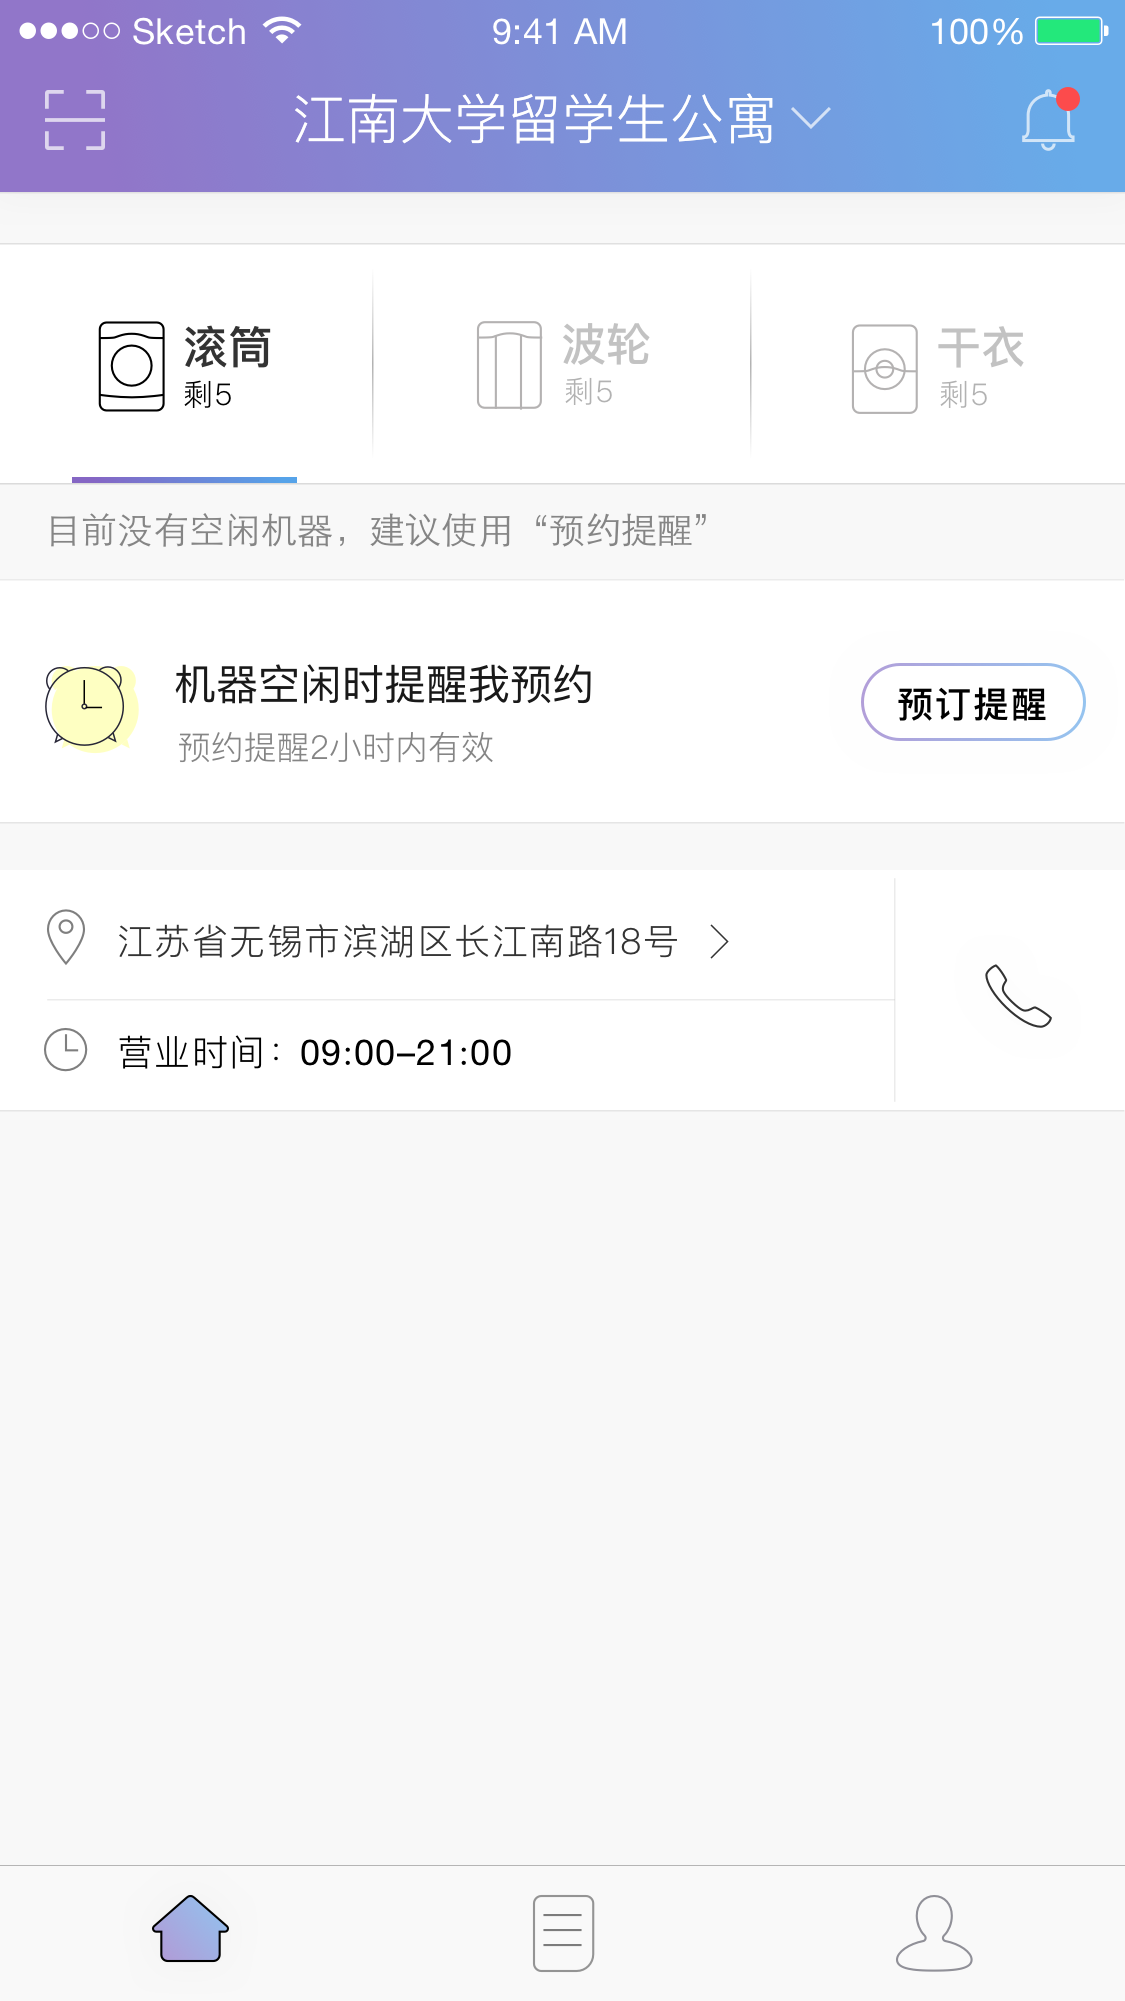 Sketch 9:41 AM 100%
江南大学留学生公寓
滚筒 波轮 干衣
剩5 剩5 剩5
目前没有空闲机器，建议使用“预约提醒”
机器空闲时提醒我预约
预订提醒
预约提醒2小时内有效
江苏省无锡市滨湖区长江南路18号
营业时间：09:00–21:00